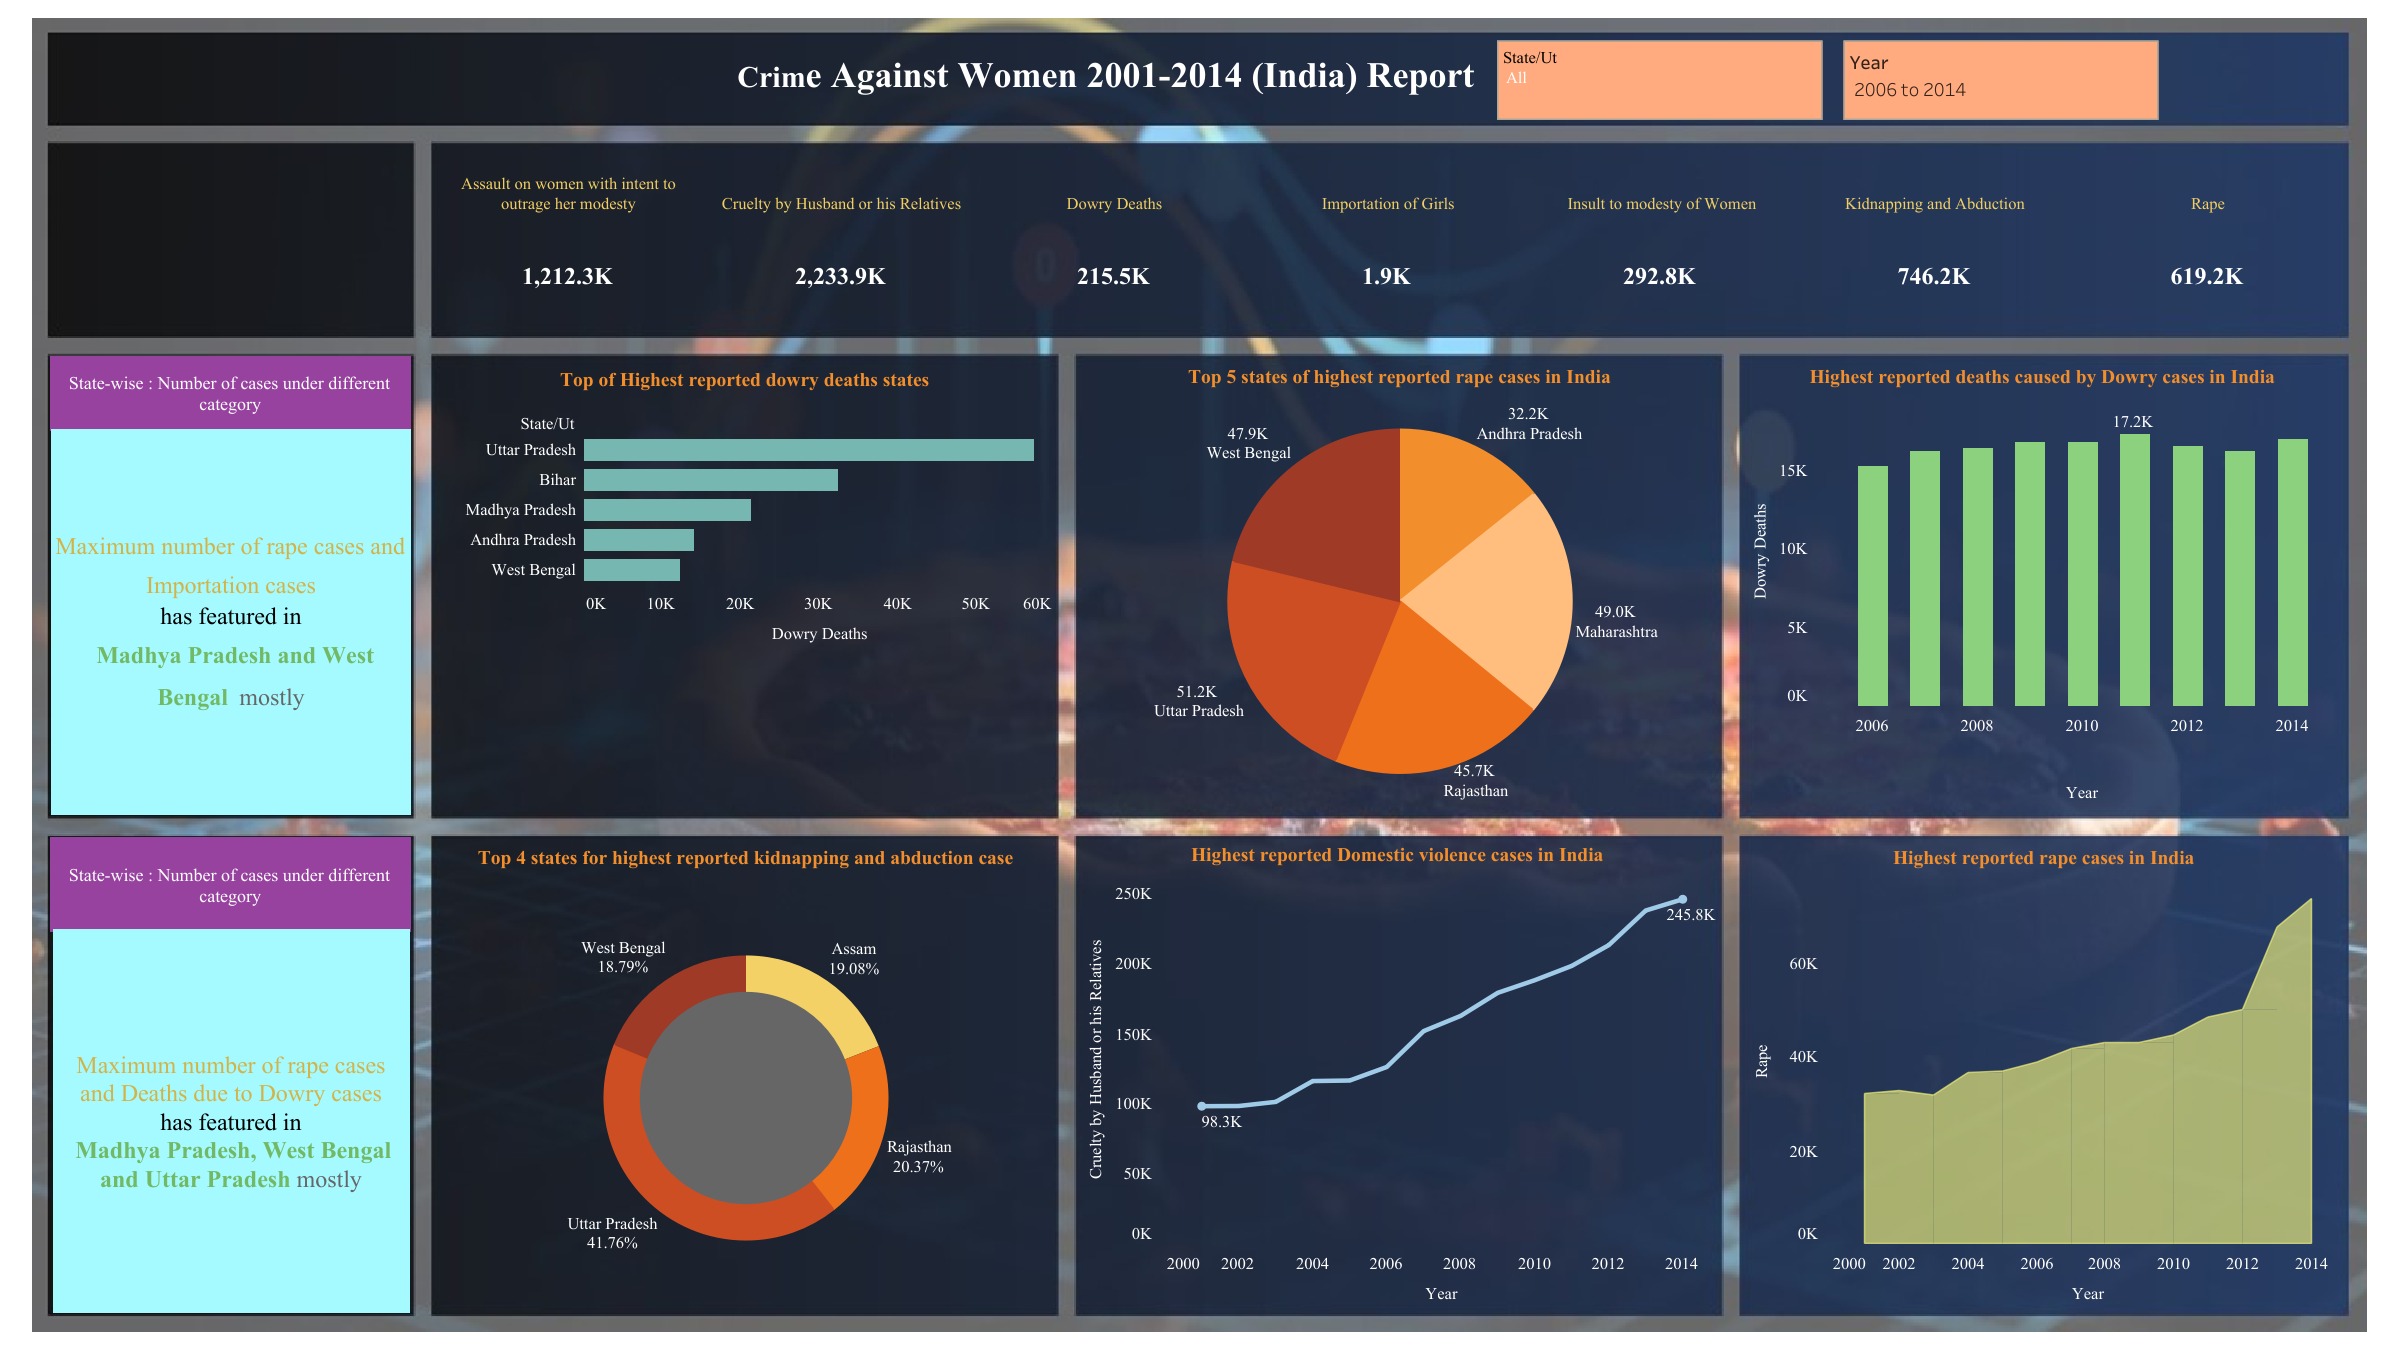 Crime Against Women 2001-2014 (India) Report
State/Ut
All
Year
2006 to 2014
Assault on women with intent to
outrage her modesty
Cruelty by Husband or his Relatives
Dowry Deaths
Importation of Girls
Insult to modesty of Women
Kidnapping and Abduction
Rape
1,212.3K
2,233.9K
215.5K
1.9K
292.8K
746.2K
619.2K
State-wise : Number of cases under different
category
Maximum number of rape cases and
Importation cases
has featured in
Madhya Pradesh and West
Bengal mostly
Top of Highest reported dowry deaths states
State/Ut
Uttar Pradesh
Bihar
Madhya Pradesh
Andhra Pradesh
West Bengal
0K 10K 20K 30K 40K 50K 60K
Dowry Deaths
Top 5 states of highest reported rape cases in India
32.2K
Andhra Pradesh
47.9K
West Bengal
49.0K
Maharashtra
51.2K
Uttar Pradesh
45.7K
Rajasthan
Highest reported deaths caused by Dowry cases in India
17.2K
15K
10K
5K
0K
Dowry Deaths
2006 2008 2010 2012 2014
Year
State-wise : Number of cases under different
category
Maximum number of rape cases
and Deaths due to Dowry cases
has featured in
Madhya Pradesh, West Bengal
and Uttar Pradesh mostly
Top 4 states for highest reported kidnapping and abduction case
West Bengal
18.79%
Assam
19.08%
Rajasthan
20.37%
Uttar Pradesh
41.76%
Highest reported Domestic violence cases in India
250K
200K
150K
100K
50K
0K
Cruelty by Husband or his Relatives
245.8K
98.3K
2000 2002 2004 2006 2008 2010 2012 2014
Year
Highest reported rape cases in India
60K
40K
20K
0K
Rape
2000 2002 2004 2006 2008 2010 2012 2014
Year